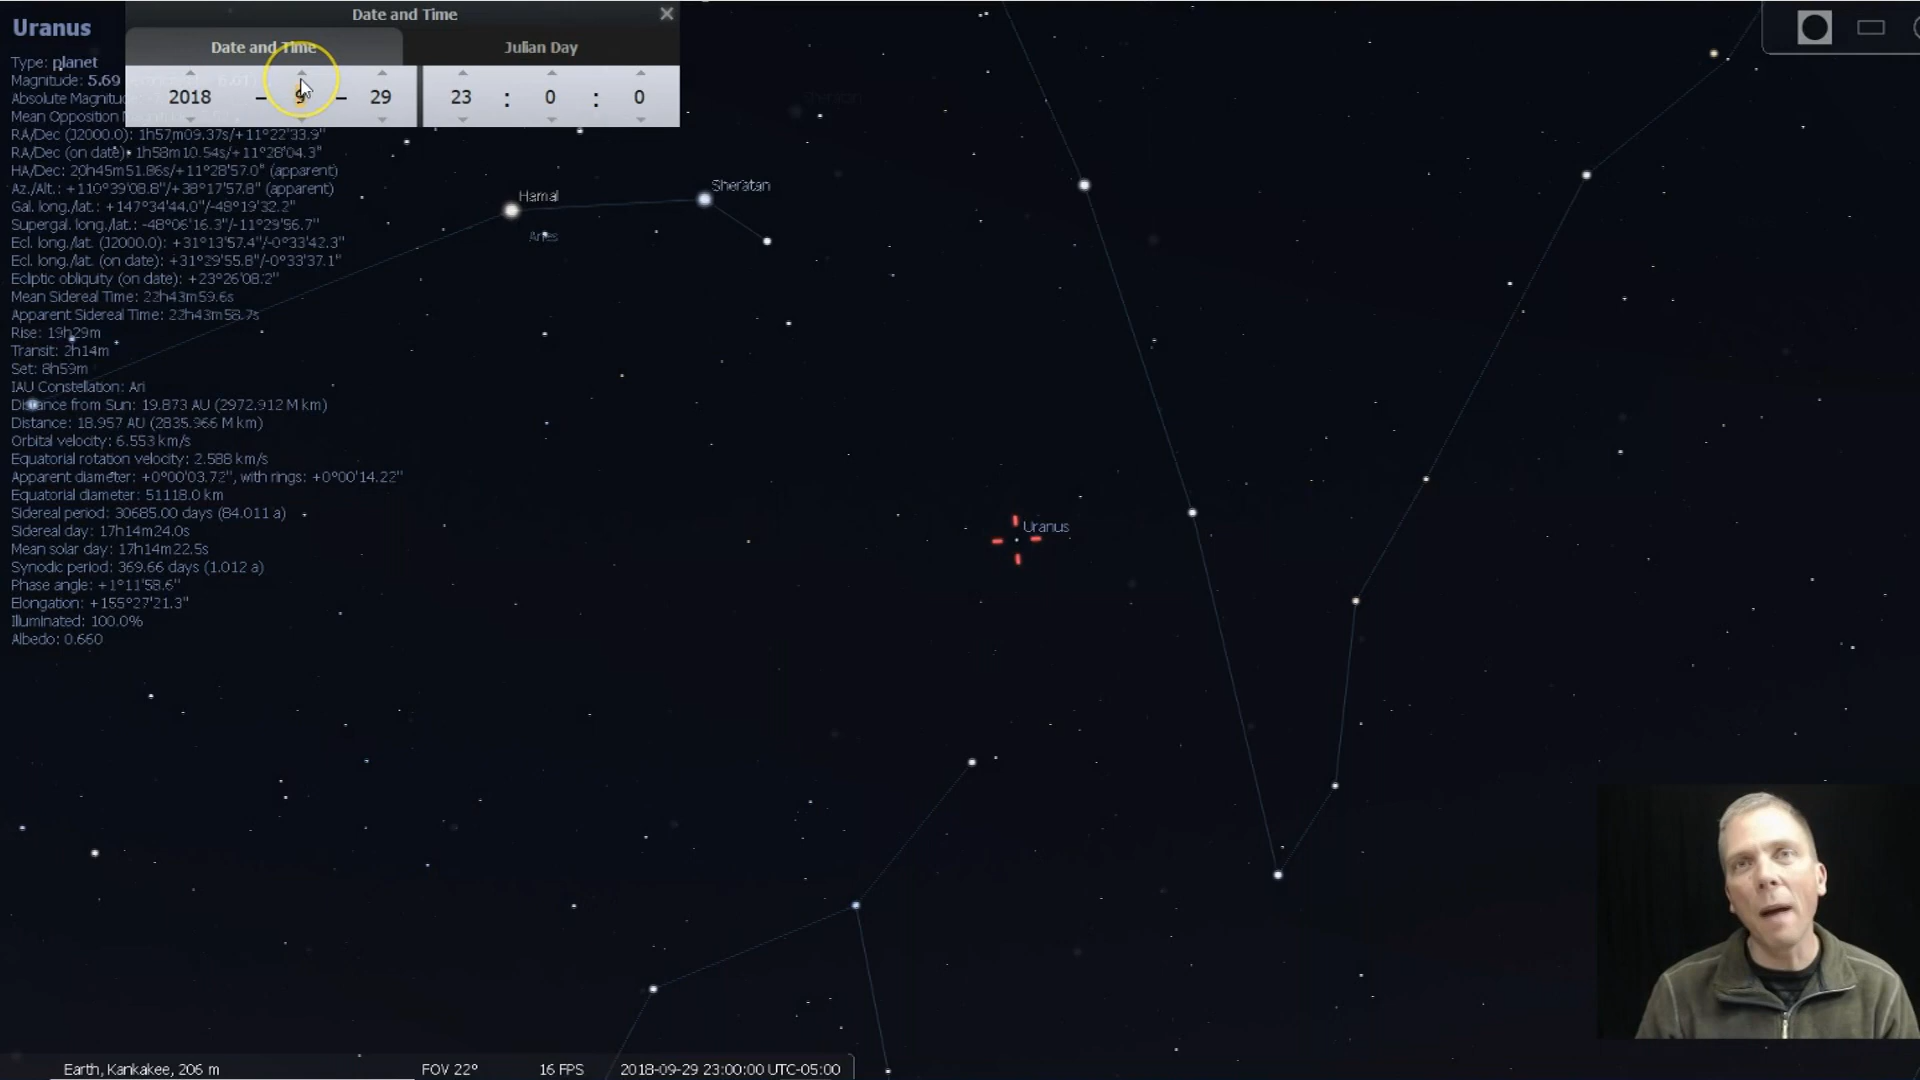 Uranus
Date and Time
Date and Time
Julian Day
2018 – 9 – 29
23 : 0 : 0
Type: planet
Magnitude: 5.69
Absolute Magnitud
Mean Opposition
RA/Dec (J2000.0): 1h57m09.37s/+11°22'33.9"
RA/Dec (on date): 1h58m10.54s/+11°28'04.3"
HA/Dec: 20h45m51.86s/+11°28'57.0" (apparent)
Az./Alt.: +110°39'08.8"/+38°17'57.8" (apparent)
Gal. long./lat.: +147°34'44.0"/-48°19'32.2"
Supergal. long./lat.: -48°06'16.3"/-11°29'56.7"
Ecl. long./lat. (J2000.0): +31°13'57.4"/-0°33'42.3"
Ecl. long./lat. (on date): +31°29'55.8"/-0°33'37.1"
Ecliptic obliquity (on date): +23°26'08.2"
Mean Sidereal Time: 22h43m59.6s
Apparent Sidereal Time: 22h43m58.7s
Rise: 19h29m
Transit: 2h14m
Set: 8h59m
IAU Constellation: Ari
Distance from Sun: 19.873 AU (2972.912 M km)
Distance: 18.957 AU (2835.966 M km)
Orbital velocity: 6.553 km/s
Equatorial rotation velocity: 2.588 km/s
Apparent diameter: +0°00'03.72", with rings: +0°00'14.22"
Equatorial diameter: 51118.0 km
Sidereal period: 30685.00 days (84.011 a)
Sidereal day: 17h14m24.0s
Mean solar day: 17h14m22.5s
Synodic period: 369.66 days (1.012 a)
Phase angle: +1°11'58.6"
Elongation: +155°27'21.3"
Illuminated: 100.0%
Albedo: 0.660
Hamal
Sheratan
Aries
Uranus
Earth, Kankakee, 206 m
FOV 22°
16 FPS
2018-09-29 23:00:00 UTC-05:00